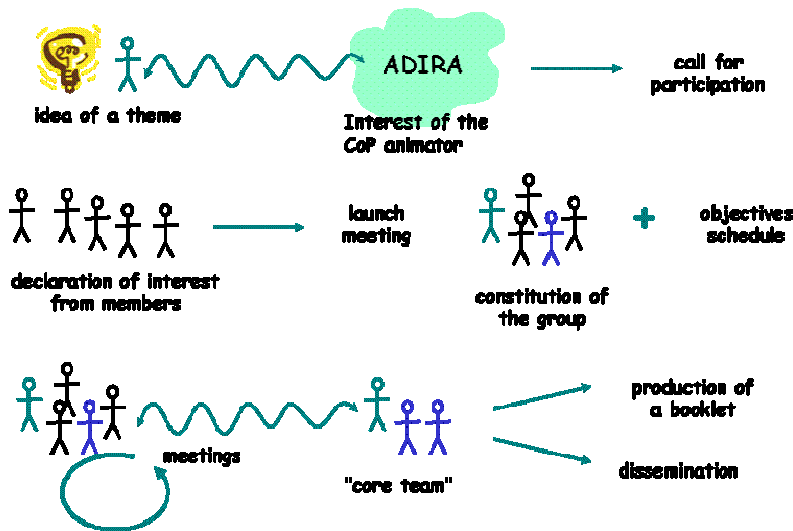 ADIRA
idea of a theme
Interest of the
CoP animator
call for
participation
declaration of interest
from members
launch
meeting
constitution of
the group
+
objectives
schedule
meetings
"core team"
production of
a booklet
dissemination